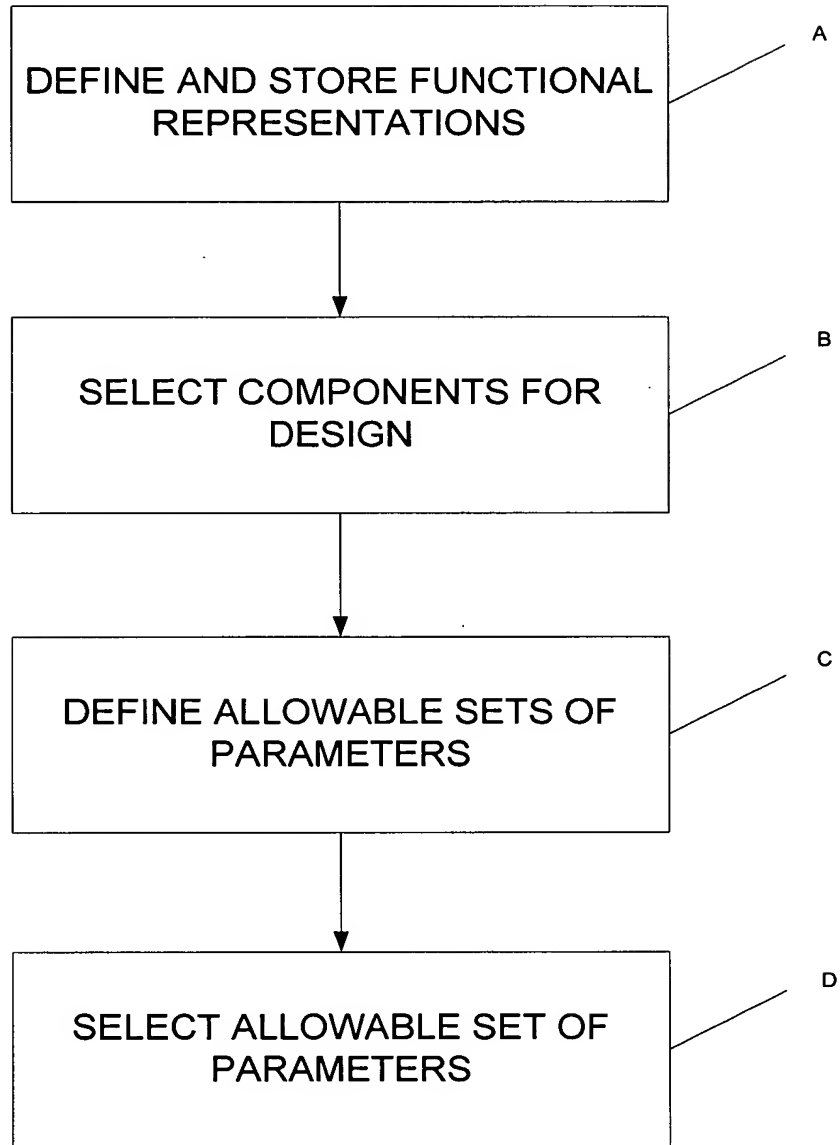 A
DEFINE AND STORE FUNCTIONAL
REPRESENTATIONS
B
SELECT COMPONENTS FOR
DESIGN
C
DEFINE ALLOWABLE SETS OF
PARAMETERS
D
SELECT ALLOWABLE SET OF
PARAMETERS